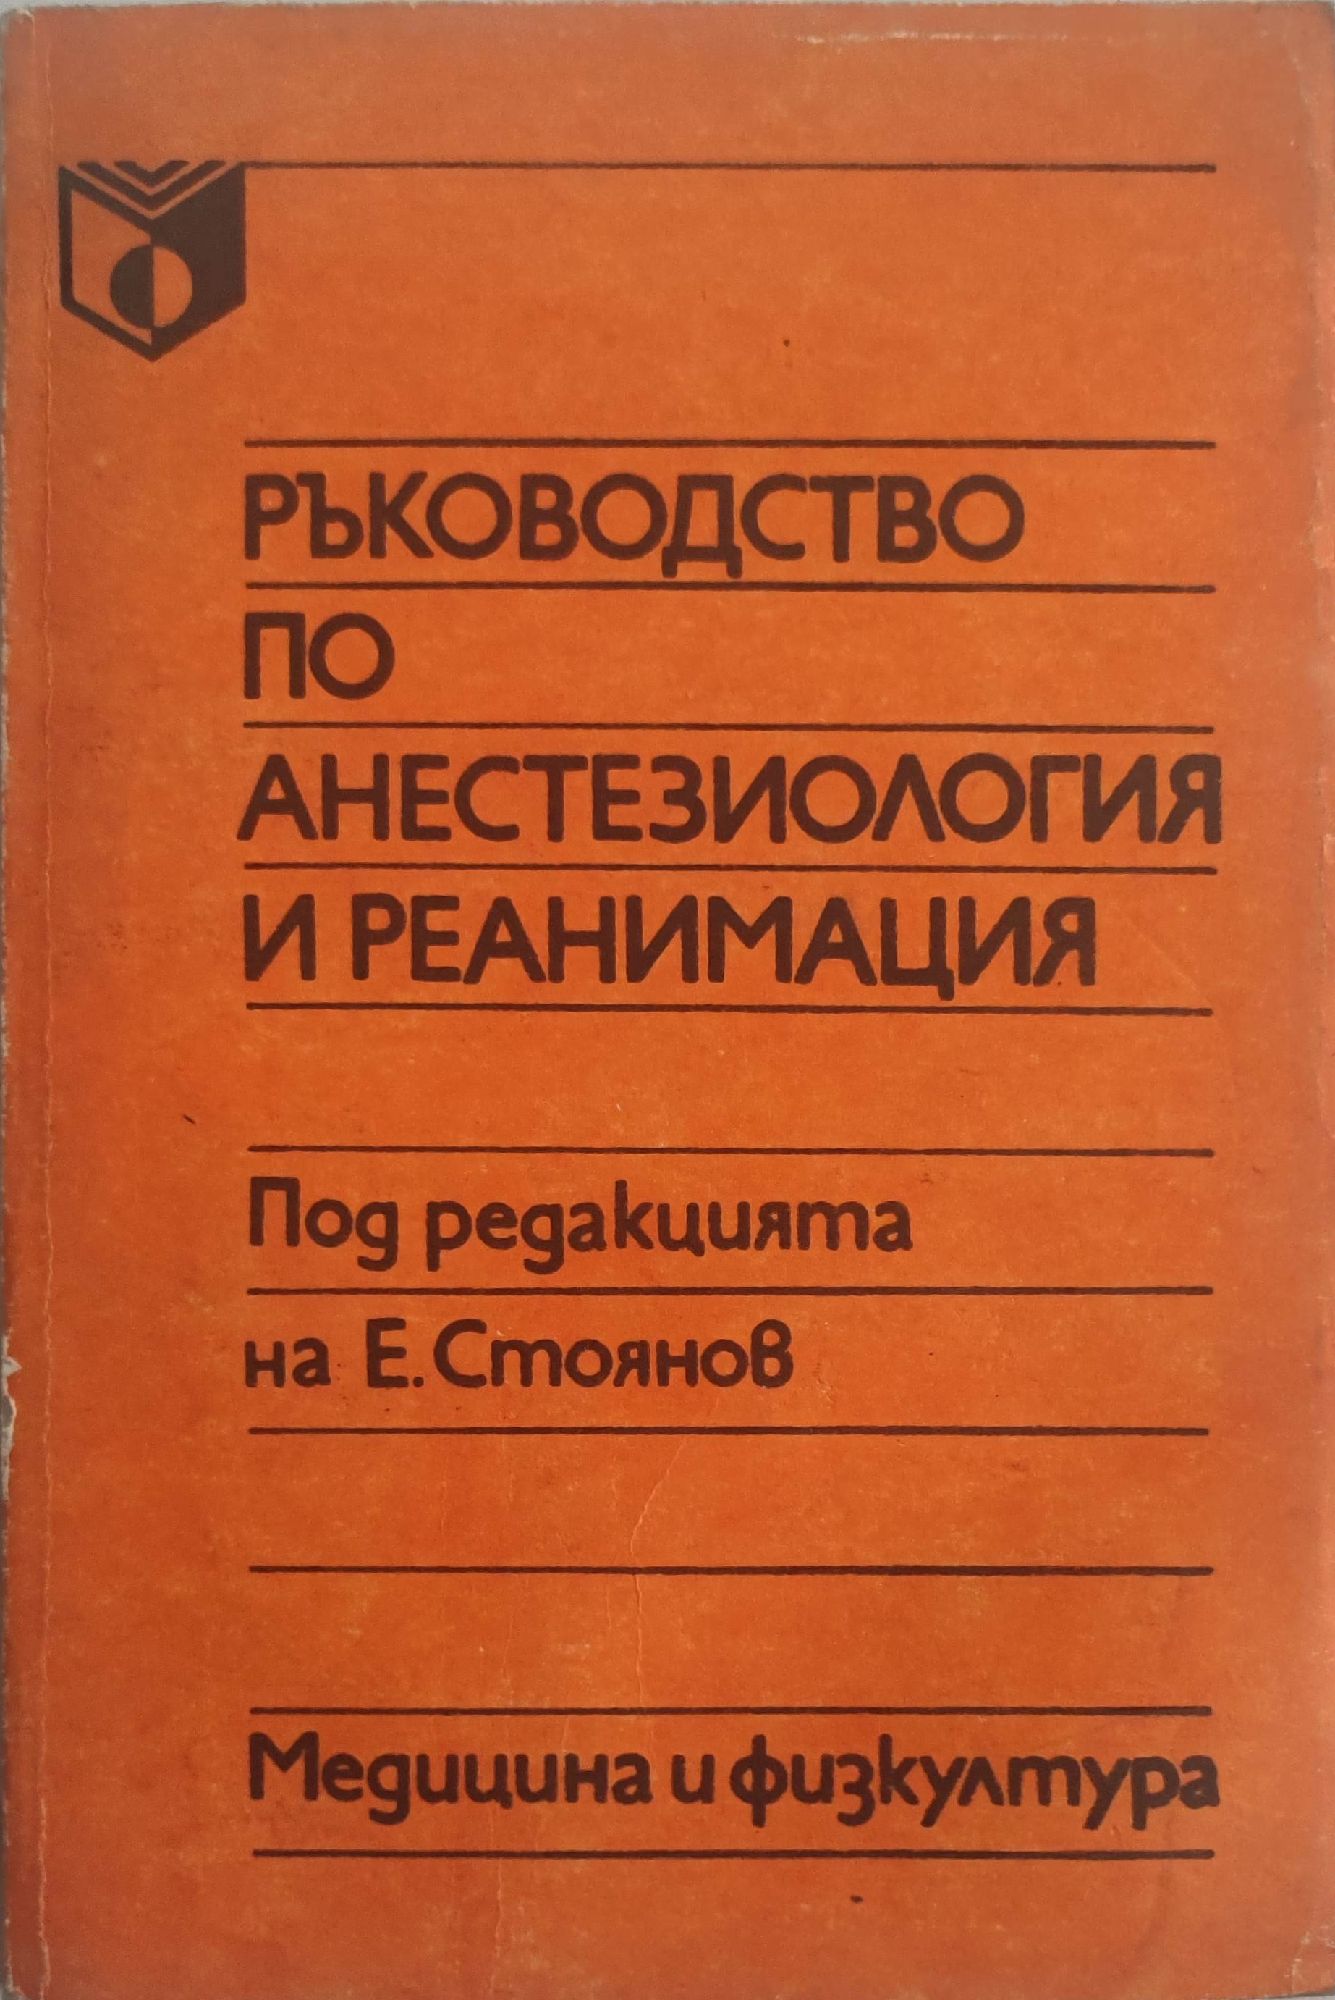 РЪКОВОДСТВО
ПО
АНЕСТЕЗИОЛОГИЯ
И РЕАНИМАЦИЯ
Под редакцията
на Е. Стоянов
Медицина и физкултура